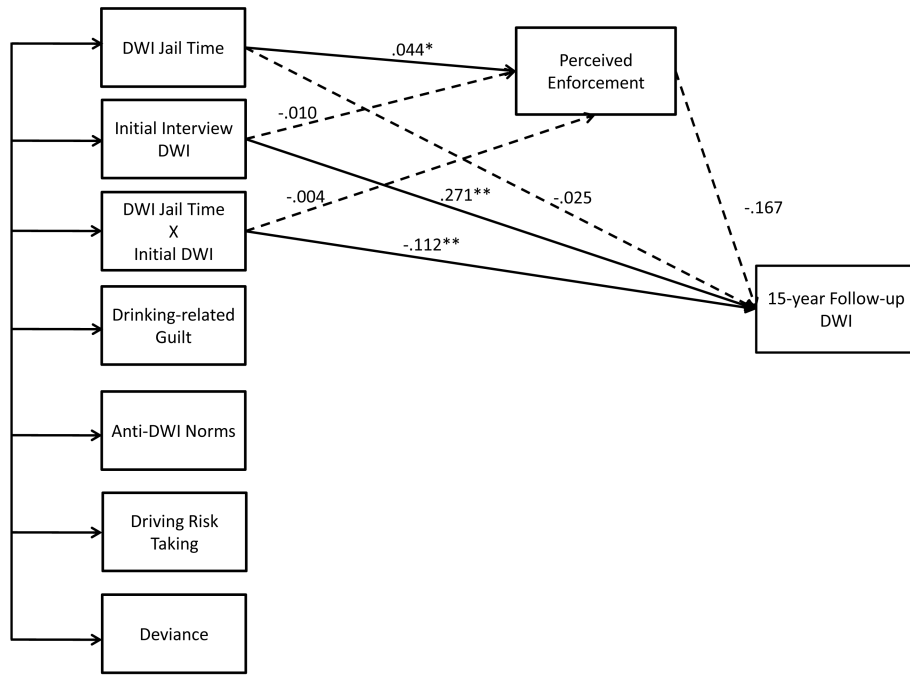 DWI Jail Time
.044*
Perceived
Enforcement
Initial Interview
DWI
-.010
DWI Jail Time
X
Initial DWI
-.004
.271**
-.025
-.167
-.112**
15-year Follow-up
DWI
Drinking-related
Guilt
Anti-DWI Norms
Driving Risk
Taking
Deviance